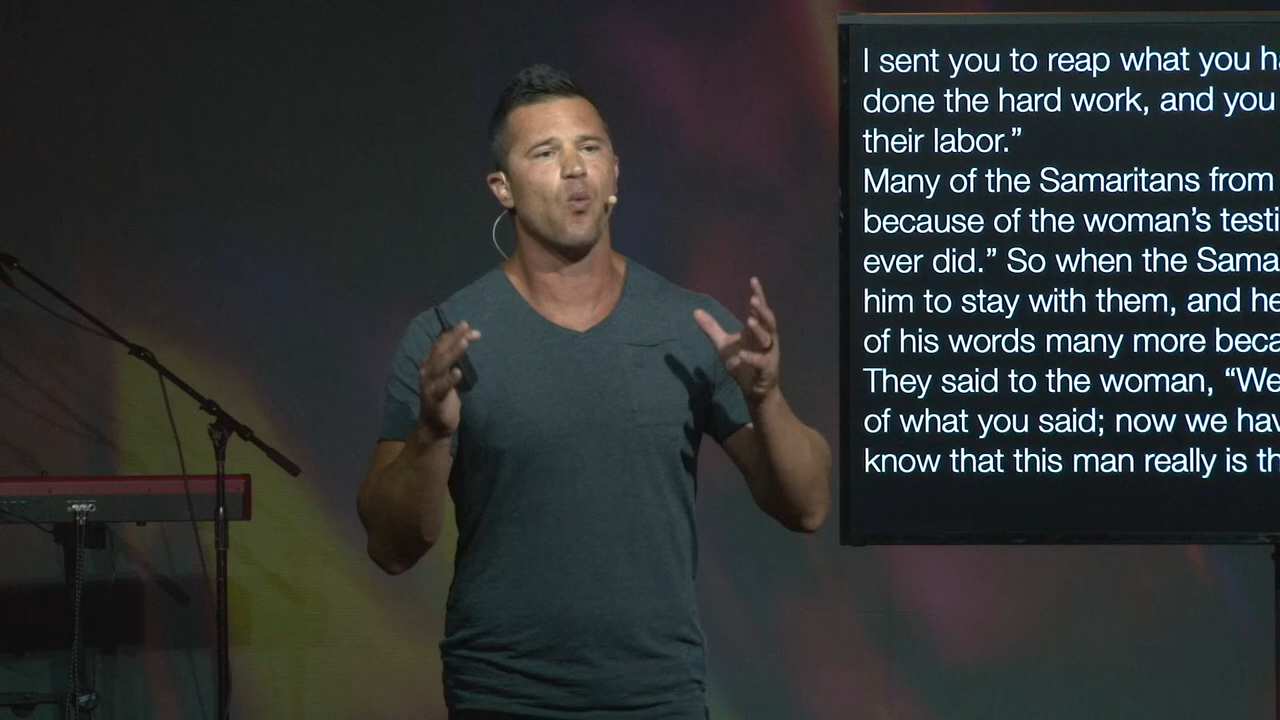 I sent you to reap what you ha
done the hard work, and you
their labor.”
Many of the Samaritans from
because of the woman’s testi
ever did.” So when the Sama
him to stay with them, and he
of his words many more beca
They said to the woman, “We
of what you said; now we hav
know that this man really is th